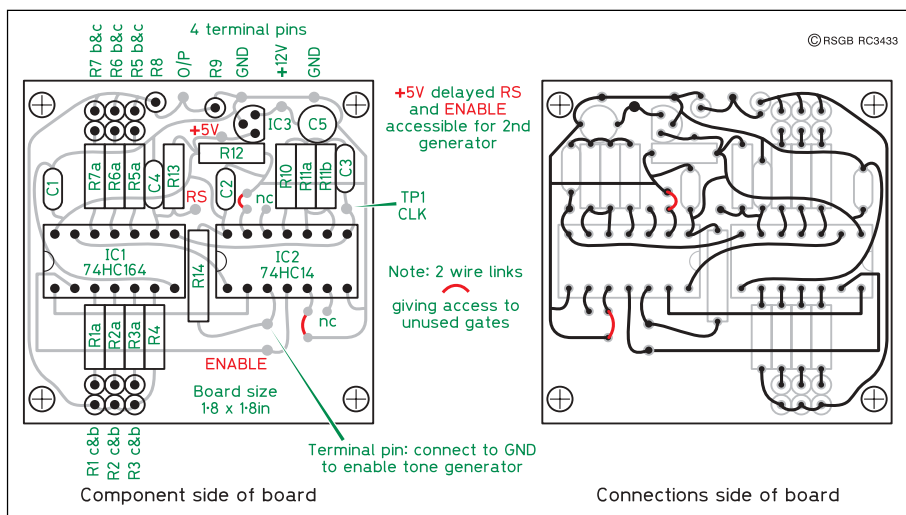 4 terminal pins
R7 b&c
R6 b&c
R5 b&c
R8
O/P
R9
GND
+12V
GND
© RSGB RC3433
+5V
IC3
C5
+5V delayed RS
and ENABLE
accessible for 2nd
generator
R12
C1
R7a
R6a
R5a
C4
R13
RS
C2
nc
R10
R11a
R11b
C3
TP1
CLK
IC1
74HC164
R14
IC2
74HC14
Note: 2 wire links
giving access to
unused gates
R1a
R2a
R3a
R4
nc
ENABLE
Board size
1·8 x 1·8in
R1 c&b
R2 c&b
R3 c&b
Terminal pin: connect to GND
to enable tone generator
Component side of board
Connections side of board